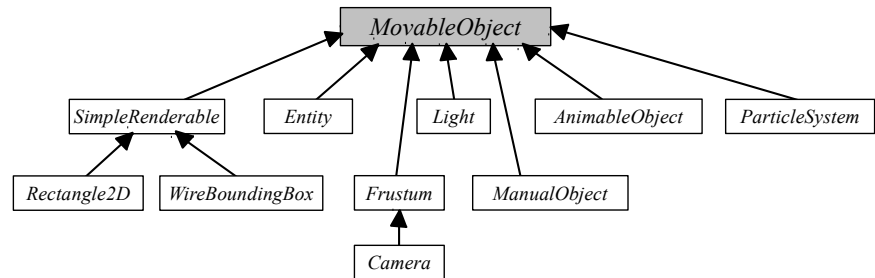 MovableObject
SimpleRenderable
Entity
Light
AnimableObject
ParticleSystem
Rectangle2D
WireBoundingBox
Frustum
ManualObject
Camera